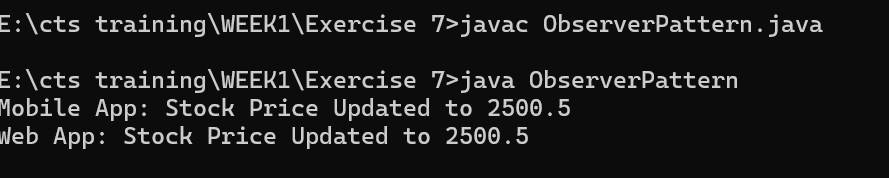 E:\cts training\WEEK1\Exercise 7>javac ObserverPattern.java
E:\cts training\WEEK1\Exercise 7>java ObserverPattern
Mobile App: Stock Price Updated to 2500.5
Web App: Stock Price Updated to 2500.5